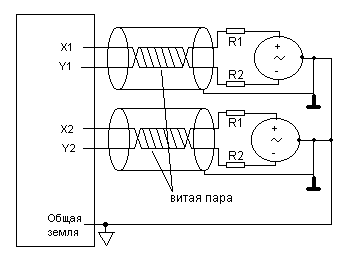 X1
Y1
R1
R2
+
~
-
X2
Y2
R1
R2
+
~
-
витая пара
Общая
земля